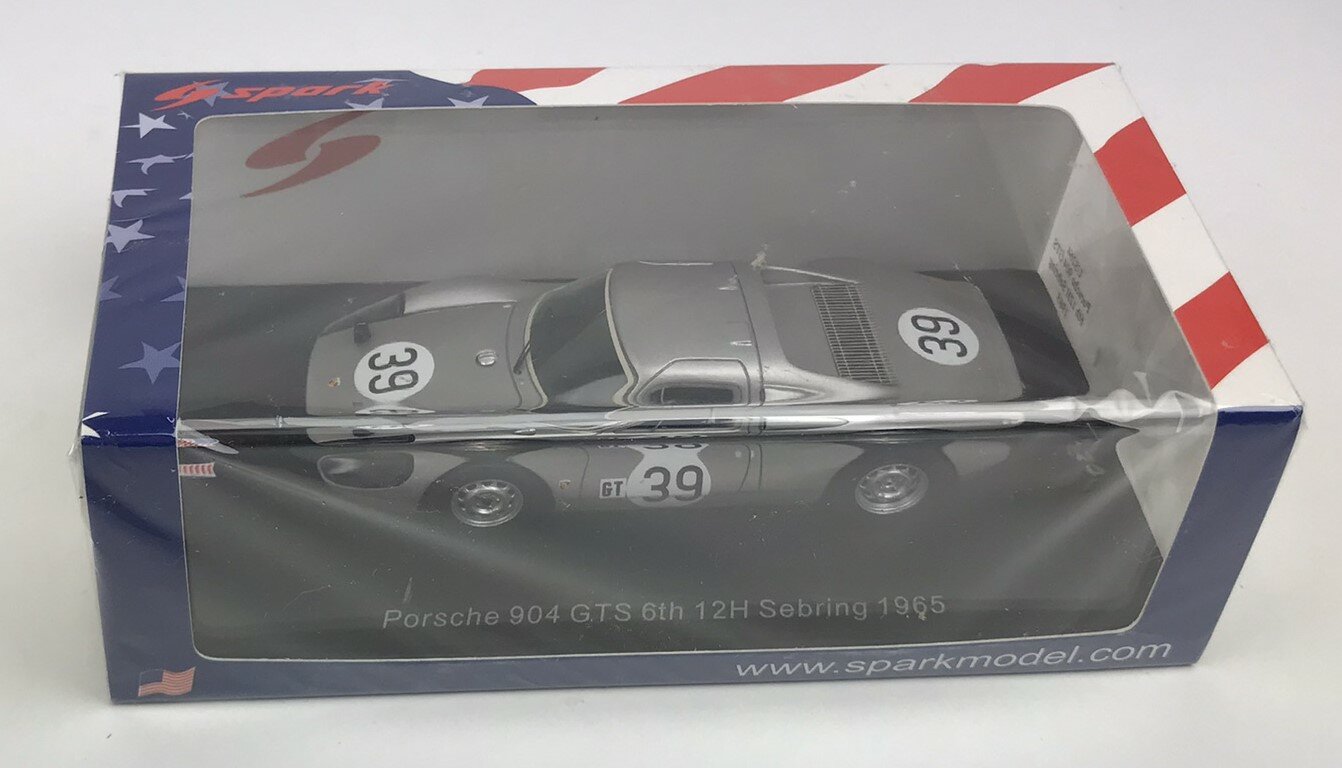 spark
39
39
GT
39
Porsche 904 GTS 6th 12H Sebring 1965
www.sparkmodel.com